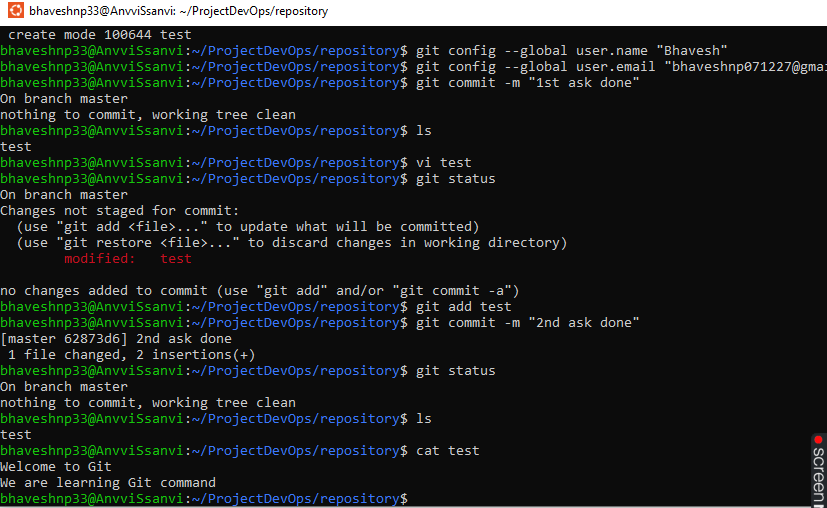 bhaveshnp33@AnvviSsanvi: ~/ProjectDevOps/repository
create mode 100644 test
bhaveshnp33@AnvviSsanvi:~/ProjectDevOps/repository$ git config --global user.name "Bhavesh"
bhaveshnp33@AnvviSsanvi:~/ProjectDevOps/repository$ git config --global user.email "bhaveshnp071227@gmai
bhaveshnp33@AnvviSsanvi:~/ProjectDevOps/repository$ git commit -m "1st ask done"
On branch master
nothing to commit, working tree clean
bhaveshnp33@AnvviSsanvi:~/ProjectDevOps/repository$ ls
test
bhaveshnp33@AnvviSsanvi:~/ProjectDevOps/repository$ vi test
bhaveshnp33@AnvviSsanvi:~/ProjectDevOps/repository$ git status
On branch master
Changes not staged for commit:
  (use "git add <file>..." to update what will be committed)
  (use "git restore <file>..." to discard changes in working directory)
        modified:   test

no changes added to commit (use "git add" and/or "git commit -a")
bhaveshnp33@AnvviSsanvi:~/ProjectDevOps/repository$ git add test
bhaveshnp33@AnvviSsanvi:~/ProjectDevOps/repository$ git commit -m "2nd ask done"
[master 62873d6] 2nd ask done
 1 file changed, 2 insertions(+)
bhaveshnp33@AnvviSsanvi:~/ProjectDevOps/repository$ git status
On branch master
nothing to commit, working tree clean
bhaveshnp33@AnvviSsanvi:~/ProjectDevOps/repository$ ls
test
bhaveshnp33@AnvviSsanvi:~/ProjectDevOps/repository$ cat test
Welcome to Git
We are learning Git command
bhaveshnp33@AnvviSsanvi:~/ProjectDevOps/repository$
screen